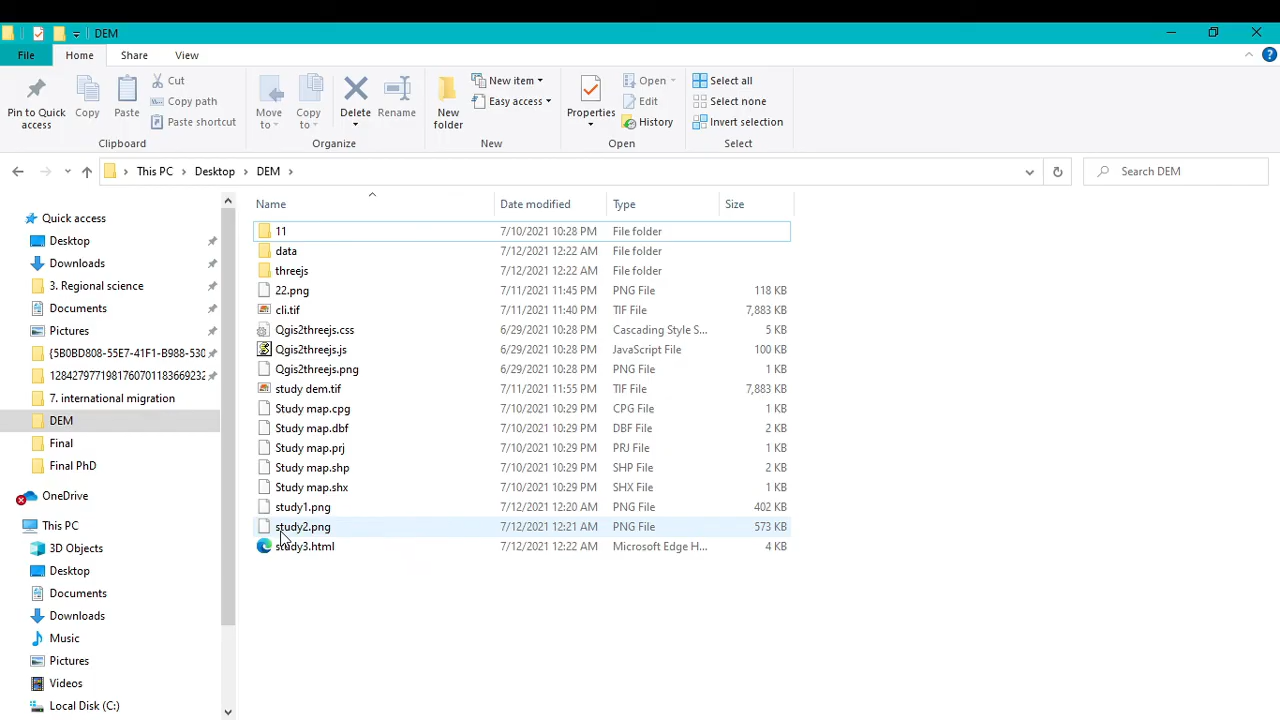 DEM
File Home Share View
Pin to Quick access
Copy
Paste
Cut
Copy path
Paste shortcut
Clipboard
Move to
Copy to
Delete
Rename
Organize
New folder
New item
Easy access
New
Properties
Open
Edit
History
Open
Select all
Select none
Invert selection
Select
This PC Desktop DEM
Search DEM
Quick access
Desktop
Downloads
3. Regional science
Documents
Pictures
{5B0BD808-55E7-41F1-B988-530
1284279771981760701183669232
7. international migration
DEM
Final
Final PhD
OneDrive
This PC
3D Objects
Desktop
Documents
Downloads
Music
Pictures
Videos
Local Disk (C:)
Name Date modified Type Size
11 7/10/2021 10:28 PM File folder
data 7/12/2021 12:22 AM File folder
threejs 7/12/2021 12:22 AM File folder
22.png 7/11/2021 11:45 PM PNG File 118 KB
cli.tif 7/11/2021 11:40 PM TIF File 7,883 KB
Qgis2threejs.css 6/29/2021 10:28 PM Cascading Style S... 5 KB
Qgis2threejs.js 6/29/2021 10:28 PM JavaScript File 100 KB
Qgis2threejs.png 6/29/2021 10:28 PM PNG File 3 KB
study dem.tif 7/11/2021 11:55 PM TIF File 7,883 KB
Study map.cpg 7/10/2021 10:29 PM CPG File 1 KB
Study map.dbf 7/10/2021 10:29 PM DBF File 2 KB
Study map.prj 7/10/2021 10:29 PM PRJ File 1 KB
Study map.shp 7/10/2021 10:29 PM SHP File 2 KB
Study map.shx 7/10/2021 10:29 PM SHX File 1 KB
study1.png 7/12/2021 12:20 AM PNG File 402 KB
study2.png 7/12/2021 12:21 AM PNG File 573 KB
study3.html 7/12/2021 12:22 AM Microsoft Edge H... 4 KB